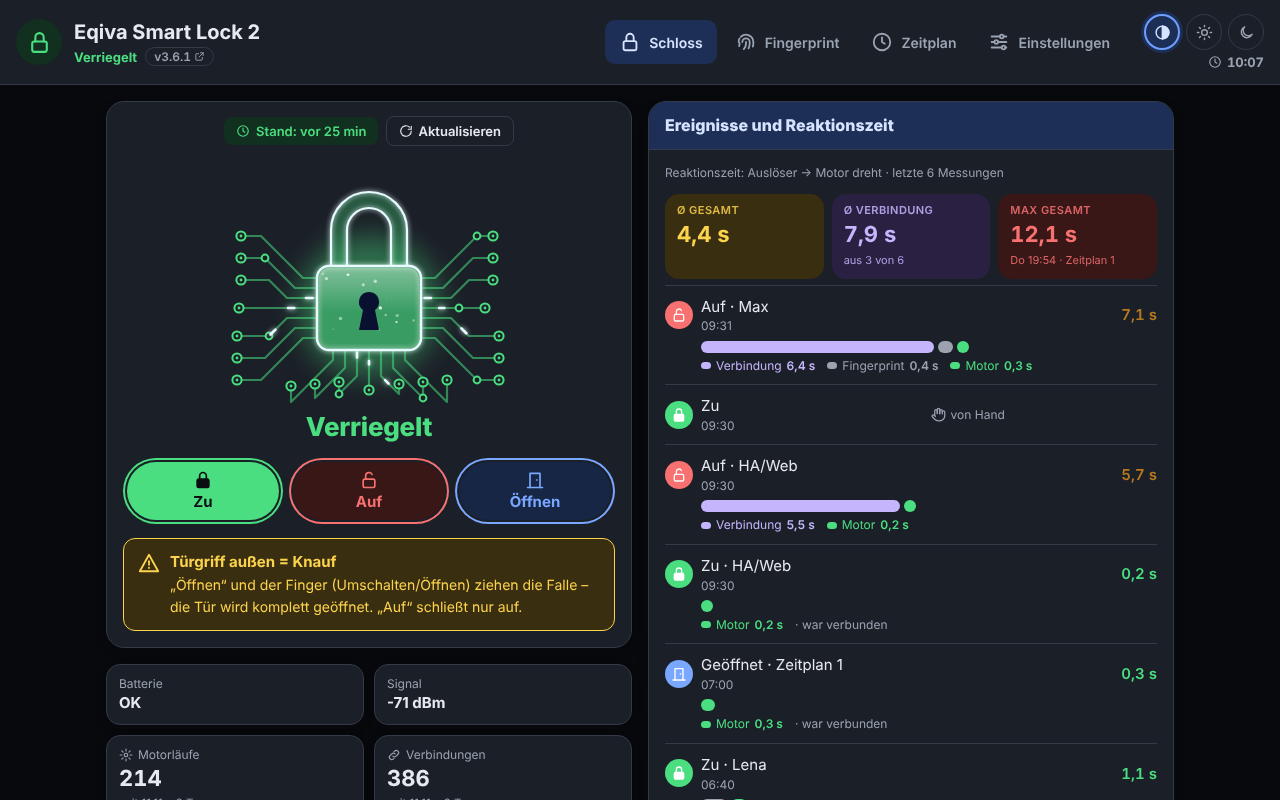 Eqiva Smart Lock 2
Verriegelt v3.6.1
Schloss
Fingerprint
Zeitplan
Einstellungen
10:07
Stand: vor 25 min
Aktualisieren
Verriegelt
Zu
Auf
Öffnen
Türgriff außen = Knauf
„Öffnen“ und der Finger (Umschalten/Öffnen) ziehen die Falle –
die Tür wird komplett geöffnet. „Auf“ schließt nur auf.
Batterie
OK
Signal
-71 dBm
Motorläufe
214
Verbindungen
386
Ereignisse und Reaktionszeit
Reaktionszeit: Auslöser → Motor dreht · letzte 6 Messungen
Ø GESAMT
4,4 s
Ø VERBINDUNG
7,9 s
aus 3 von 6
MAX GESAMT
12,1 s
Do 19:54 · Zeitplan 1
Auf · Max
09:31
7,1 s
Verbindung 6,4 s Fingerprint 0,4 s Motor 0,3 s
Zu
09:30
von Hand
Auf · HA/Web
09:30
5,7 s
Verbindung 5,5 s Motor 0,2 s
Zu · HA/Web
09:30
0,2 s
Motor 0,2 s · war verbunden
Geöffnet · Zeitplan 1
07:00
0,3 s
Motor 0,3 s · war verbunden
Zu · Lena
06:40
1,1 s